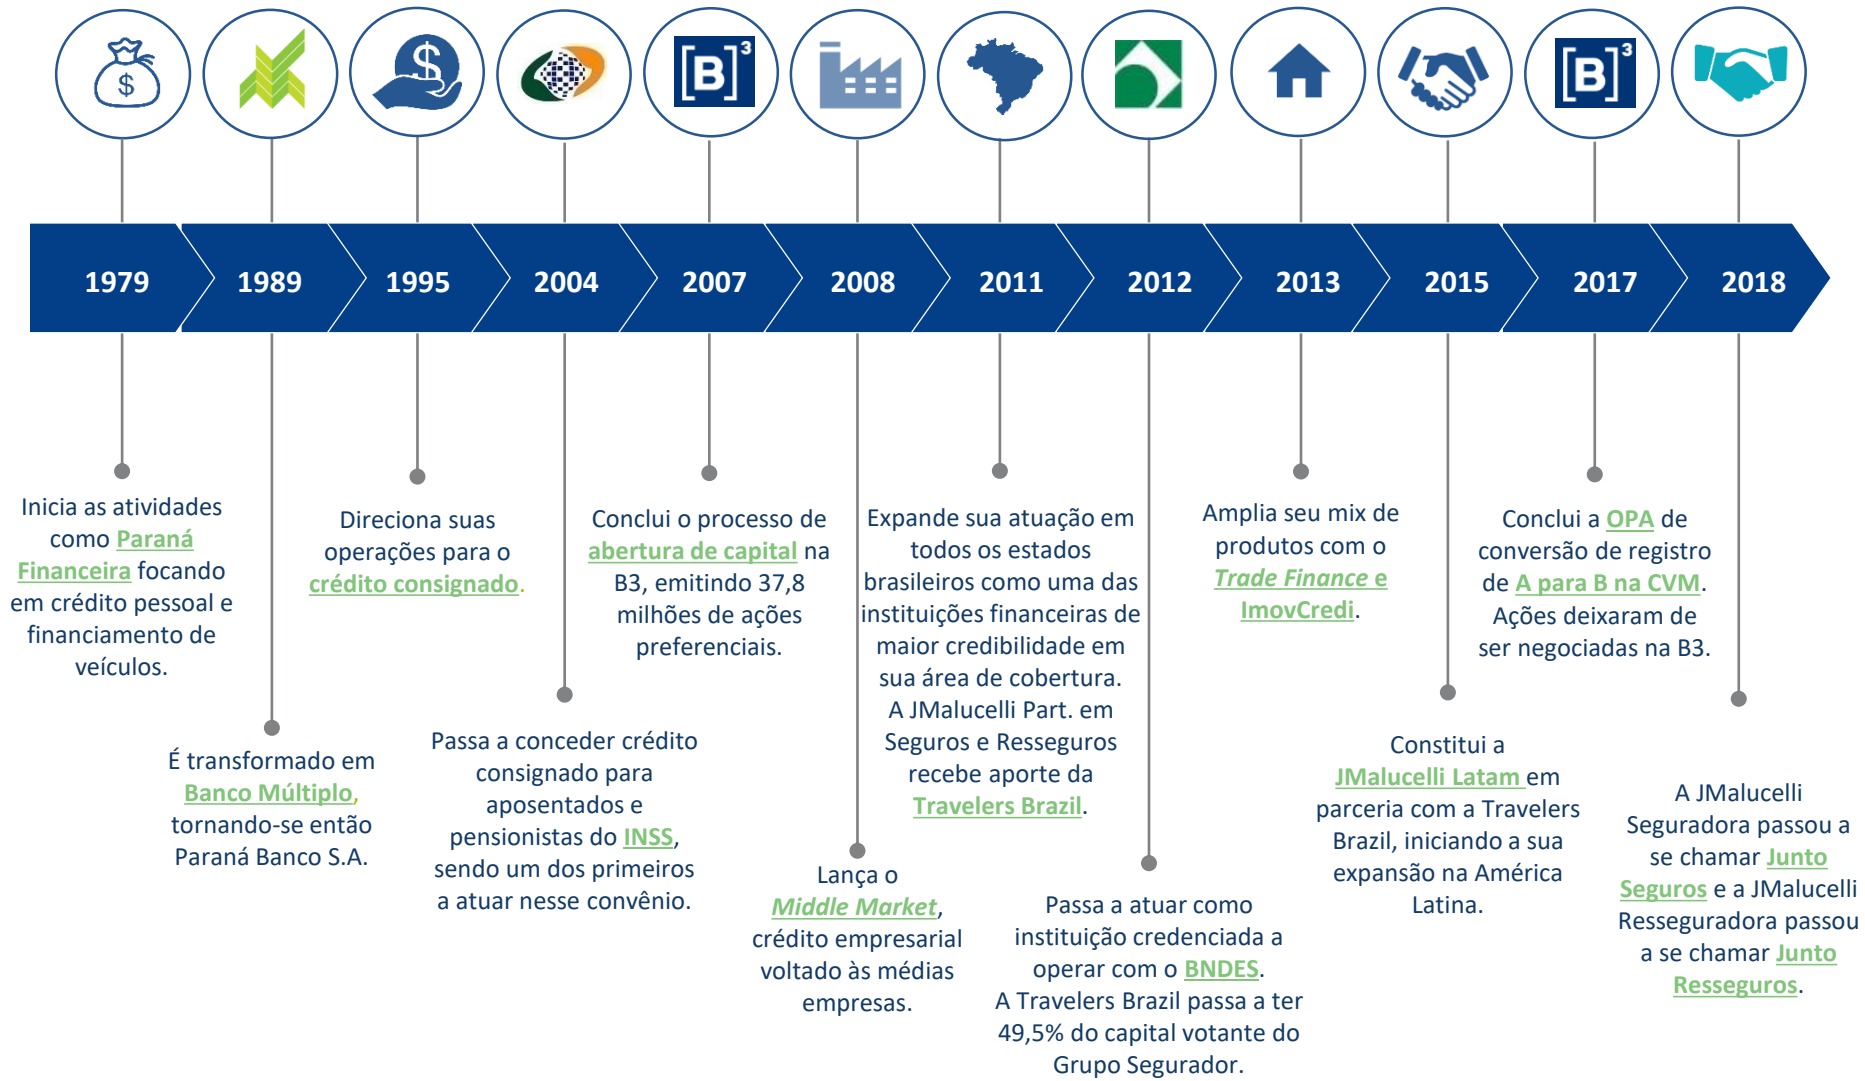 $
$
[B]³
[B]³
1979
1989
1995
2004
2007
2008
2011
2012
2013
2015
2017
2018
Inicia as atividades
como Paraná
Financeira focando
em crédito pessoal e
financiamento de
veículos.
É transformado em
Banco Múltiplo,
tornando-se então
Paraná Banco S.A.
Direciona suas
operações para o
crédito consignado.
Passa a conceder crédito
consignado para
aposentados e
pensionistas do INSS,
sendo um dos primeiros
a atuar nesse convênio.
Conclui o processo de
abertura de capital na
B3, emitindo 37,8
milhões de ações
preferenciais.
Lança o
Middle Market,
crédito empresarial
voltado às médias
empresas.
Expande sua atuação em
todos os estados
brasileiros como uma das
instituições financeiras de
maior credibilidade em
sua área de cobertura.
A JMalucelli Part. em
Seguros e Resseguros
recebe aporte da
Travelers Brazil.
Passa a atuar como
instituição credenciada a
operar com o BNDES.
A Travelers Brazil passa a ter
49,5% do capital votante do
Grupo Segurador.
Amplia seu mix de
produtos com o
Trade Finance e
ImovCredi.
Constitui a
JMalucelli Latam em
parceria com a Travelers
Brazil, iniciando a sua
expansão na América
Latina.
Conclui a OPA de
conversão de registro
de A para B na CVM.
Ações deixaram de
ser negociadas na B3.
A JMalucelli
Seguradora passou a
se chamar Junto
Seguros e a JMalucelli
Resseguradora passou
a se chamar Junto
Resseguros.